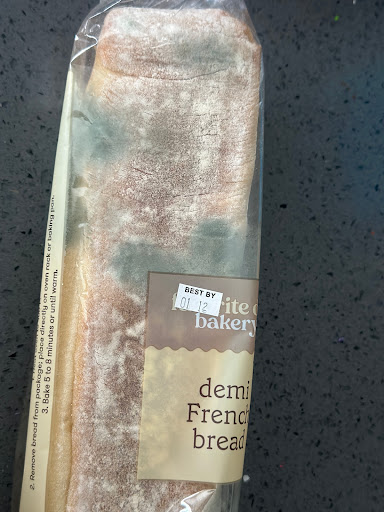 BEST BY
01 12
bakery
demi
French
bread
2. Remove bread from package; place directly on oven rack or baking pan.
3. Bake 5 to 8 minutes or until warm.